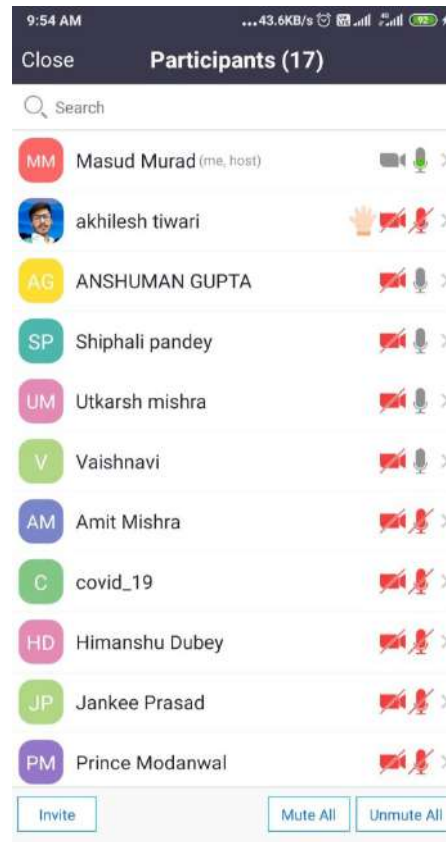 9:54 AM ...43.6KB/s 4G 92
Close Participants (17)
Search
MM Masud Murad (me, host)
akhilesh tiwari
AG ANSHUMAN GUPTA
SP Shiphali pandey
UM Utkarsh mishra
V Vaishnavi
AM Amit Mishra
C covid_19
HD Himanshu Dubey
JP Jankee Prasad
PM Prince Modanwal
Invite Mute All Unmute All